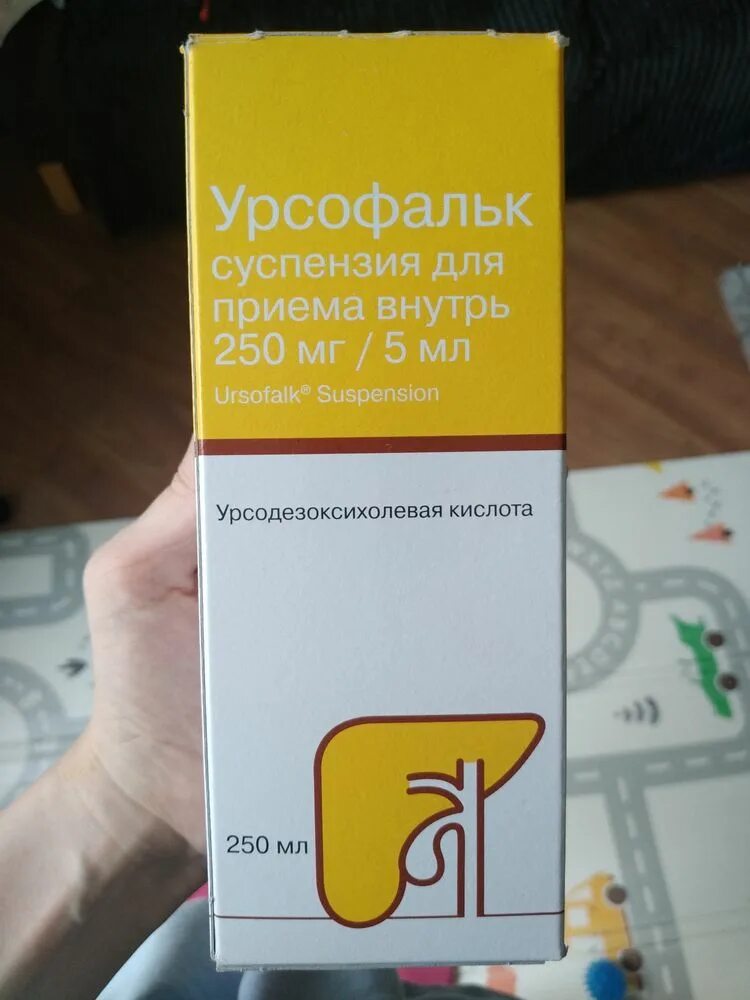 Урсофальк
суспензия для
приема внутрь
250 мг / 5 мл
Ursofalk® Suspension
Урсодезоксихолевая кислота
250 мл